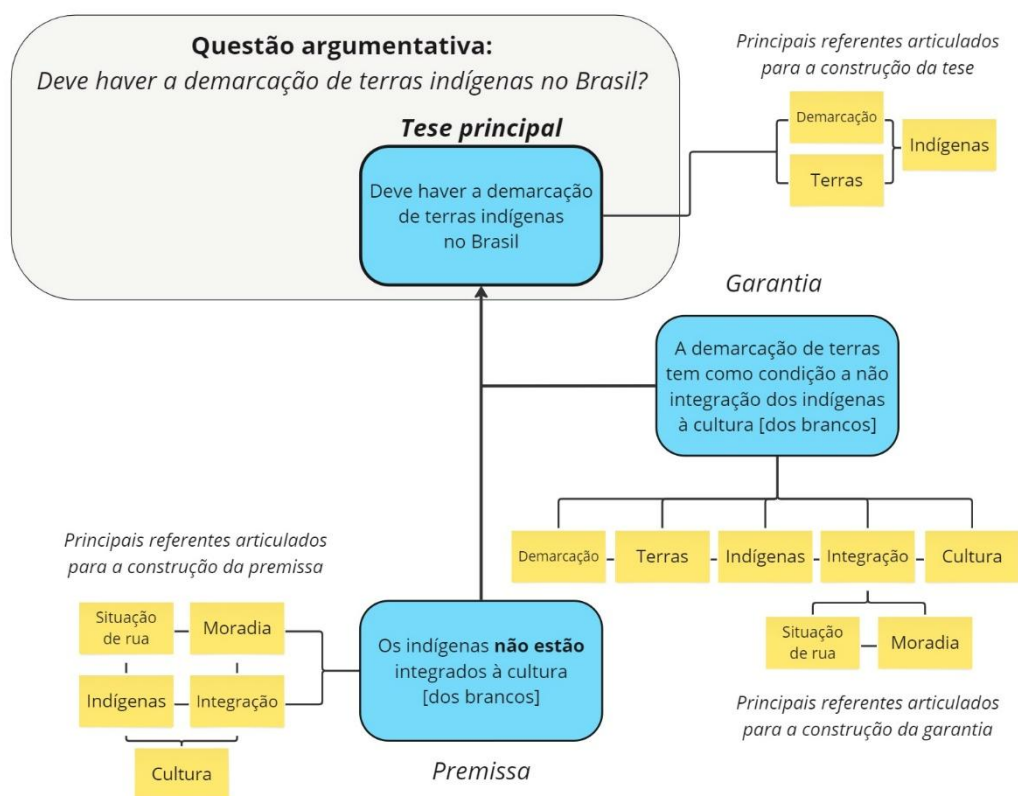 Questão argumentativa:
Deve haver a demarcação de terras indígenas no Brasil?
Tese principal
Deve haver a demarcação
de terras indígenas
no Brasil
Principais referentes articulados
para a construção da tese
Demarcação
Indígenas
Terras
Garantia
A demarcação de terras
tem como condição a não
integração dos indígenas
à cultura [dos brancos]
Demarcação
Terras
Indígenas
Integração
Cultura
Situação
de rua
Moradia
Principais referentes articulados
para a construção da garantia
Principais referentes articulados
para a construção da premissa
Situação
de rua
Moradia
Indígenas
Integração
Cultura
Os indígenas não estão
integrados à cultura
[dos brancos]
Premissa